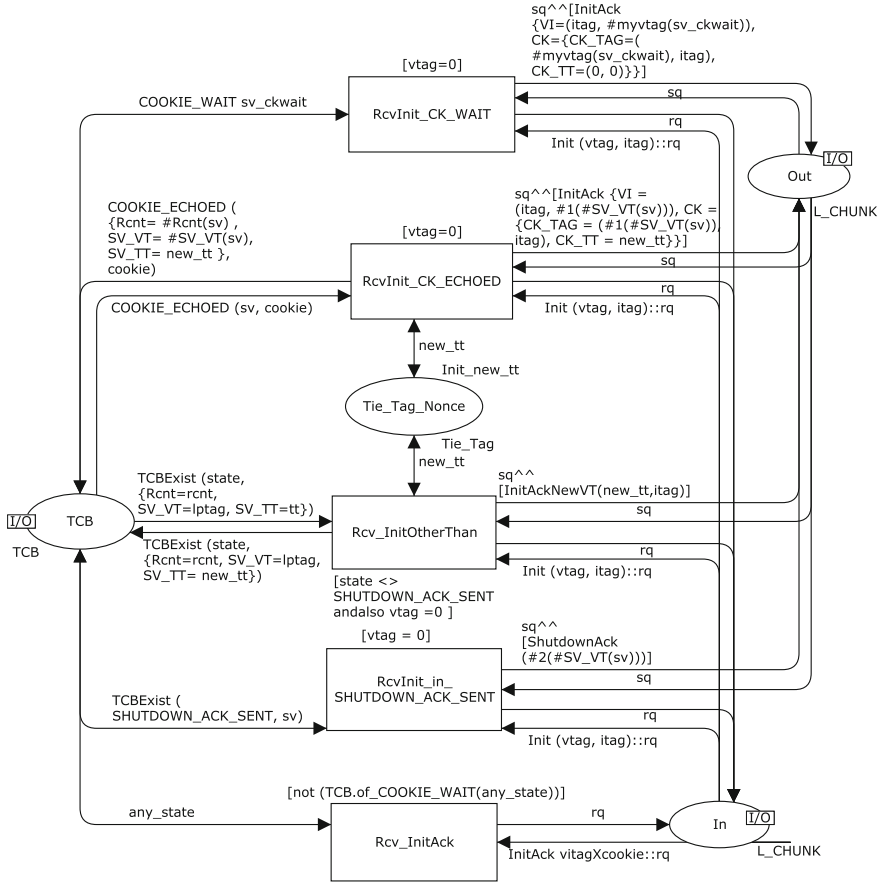 sq^^[InitAck
{VI=(itag, #myvtag(sv_ckwait)),
CK={CK_TAG=(
#myvtag(sv_ckwait), itag),
CK_TT=(0, 0)}}]
[vtag=0]
COOKIE_WAIT sv_ckwait
RcvInit_CK_WAIT
sq
rq
Init (vtag, itag)::rq
I/O
Out
L_CHUNK
COOKIE_ECHOED (
{Rcnt= #Rcnt(sv) ,
SV_VT= #SV_VT(sv),
SV_TT= new_tt },
cookie)
[vtag=0]
sq^^[InitAck {VI =
(itag, #1(#SV_VT(sv))), CK =
{CK_TAG = (#1(#SV_VT(sv)),
itag), CK_TT = new_tt}}]
RcvInit_CK_ECHOED
sq
rq
COOKIE_ECHOED (sv, cookie)
Init (vtag, itag)::rq
new_tt
Init_new_tt
Tie_Tag_Nonce
Tie_Tag
new_tt
TCBExist (state,
{Rcnt=rcnt,
SV_VT=lptag, SV_TT=tt})
sq^^
[InitAckNewVT(new_tt,itag)]
sq
I/O
TCB
TCB
Rcv_InitOtherThan
TCBExist (state,
{Rcnt=rcnt, SV_VT=lptag,
SV_TT= new_tt})
rq
Init (vtag, itag)::rq
[state <>
SHUTDOWN_ACK_SENT
andalso vtag =0 ]
[vtag = 0]
sq^^
[ShutdownAck
(#2(#SV_VT(sv)))]
RcvInit_in_
SHUTDOWN_ACK_SENT
sq
TCBExist (
SHUTDOWN_ACK_SENT, sv)
rq
Init (vtag, itag)::rq
[not (TCB.of_COOKIE_WAIT(any_state))]
any_state
Rcv_InitAck
rq
In
I/O
InitAck vitagXcookie::rq
L_CHUNK